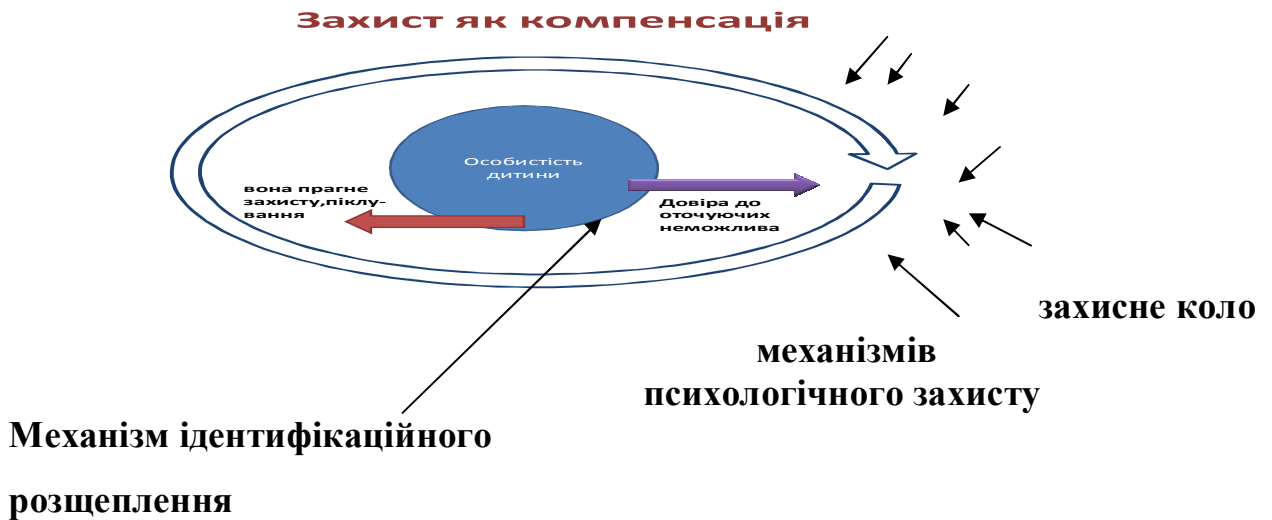 Захист як компенсація
Особистість
дитини
вона прагне
захисту,піклу-
вання
Довіра до
оточуючих
неможлива
захисне коло
механізмів
психологічного захисту
Механізм ідентифікаційного
розщеплення